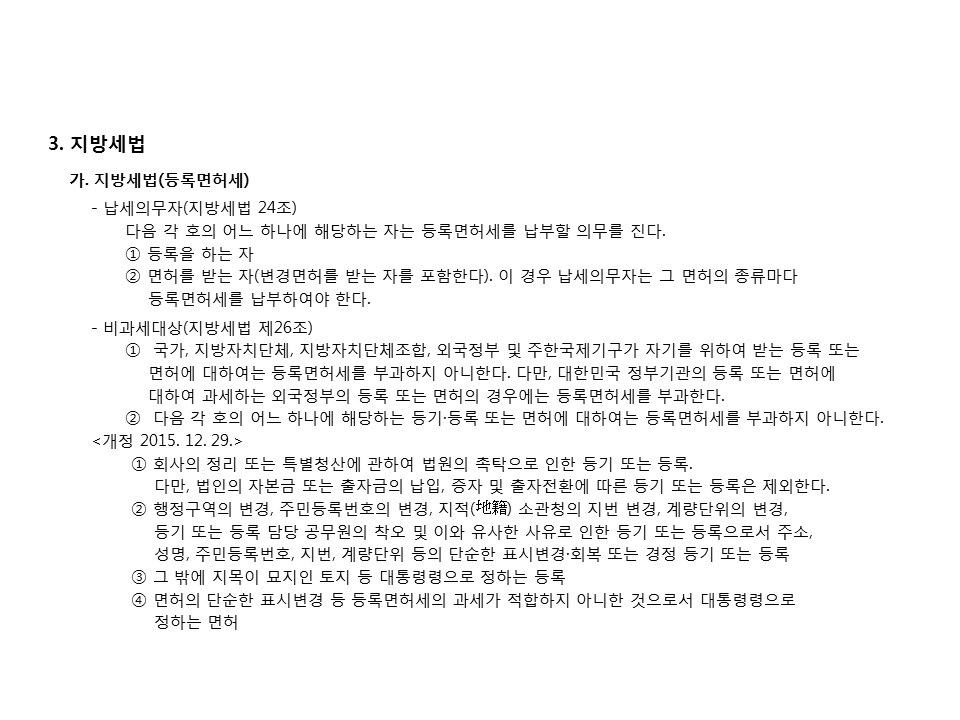 3. 지방세법
가. 지방세법(등록면허세)
- 납세의무자(지방세법 24조)
다음 각 호의 어느 하나에 해당하는 자는 등록면허세를 납부할 의무를 진다.
① 등록을 하는 자
② 면허를 받는 자(변경면허를 받는 자를 포함한다). 이 경우 납세의무자는 그 면허의 종류마다
등록면허세를 납부하여야 한다.
- 비과세대상(지방세법 제26조)
① 국가, 지방자치단체, 지방자치단체조합, 외국정부 및 주한국제기구가 자기를 위하여 받는 등록 또는
면허에 대하여는 등록면허세를 부과하지 아니한다. 다만, 대한민국 정부기관의 등록 또는 면허에
대하여 과세하는 외국정부의 등록 또는 면허의 경우에는 등록면허세를 부과한다.
② 다음 각 호의 어느 하나에 해당하는 등기·등록 또는 면허에 대하여는 등록면허세를 부과하지 아니한다.
<개정 2015. 12. 29.>
① 회사의 정리 또는 특별청산에 관하여 법원의 촉탁으로 인한 등기 또는 등록.
다만, 법인의 자본금 또는 출자금의 납입, 증자 및 출자전환에 따른 등기 또는 등록은 제외한다.
② 행정구역의 변경, 주민등록번호의 변경, 지적(地籍) 소관청의 지번 변경, 계량단위의 변경,
등기 또는 등록 담당 공무원의 착오 및 이와 유사한 사유로 인한 등기 또는 등록으로서 주소,
성명, 주민등록번호, 지번, 계량단위 등의 단순한 표시변경·회복 또는 경정 등기 또는 등록
③ 그 밖에 지목이 묘지인 토지 등 대통령령으로 정하는 등록
④ 면허의 단순한 표시변경 등 등록면허세의 과세가 적합하지 아니한 것으로서 대통령령으로
정하는 면허